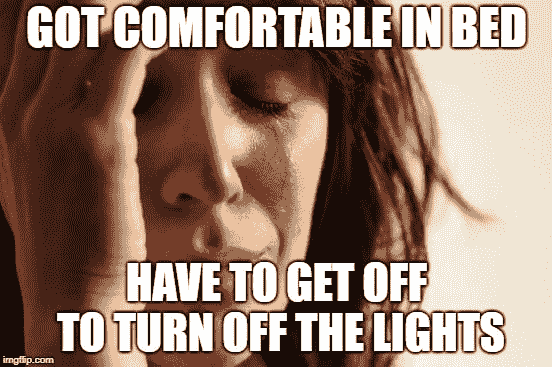 GOT COMFORTABLE IN BED
HAVE TO GET OFF
TO TURN OFF THE LIGHTS
imgflip.com